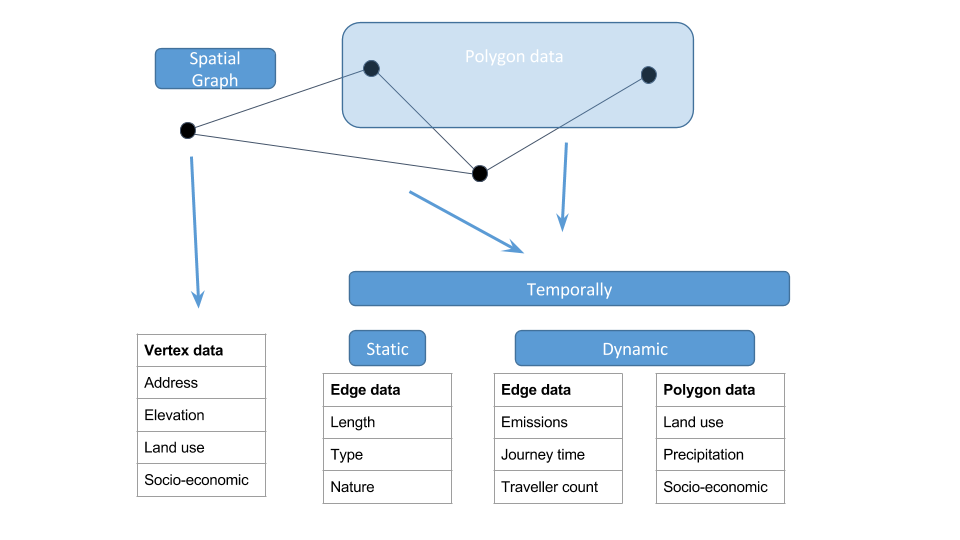 Spatial
Graph
Polygon data
Temporally
Static
Dynamic
Vertex data
Address
Elevation
Land use
Socio-economic
Edge data
Length
Type
Nature
Edge data
Emissions
Journey time
Traveller count
Polygon data
Land use
Precipitation
Socio-economic